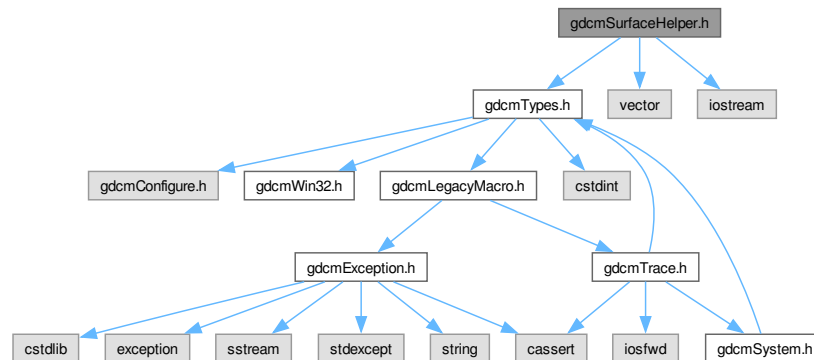 gdcmSurfaceHelper.h
gdcmTypes.h
vector
iostream
gdcmConfigure.h
gdcmWin32.h
gdcmLegacyMacro.h
cstdint
gdcmException.h
gdcmTrace.h
cstdlib
exception
sstream
stdexcept
string
cassert
iosfwd
gdcmSystem.h